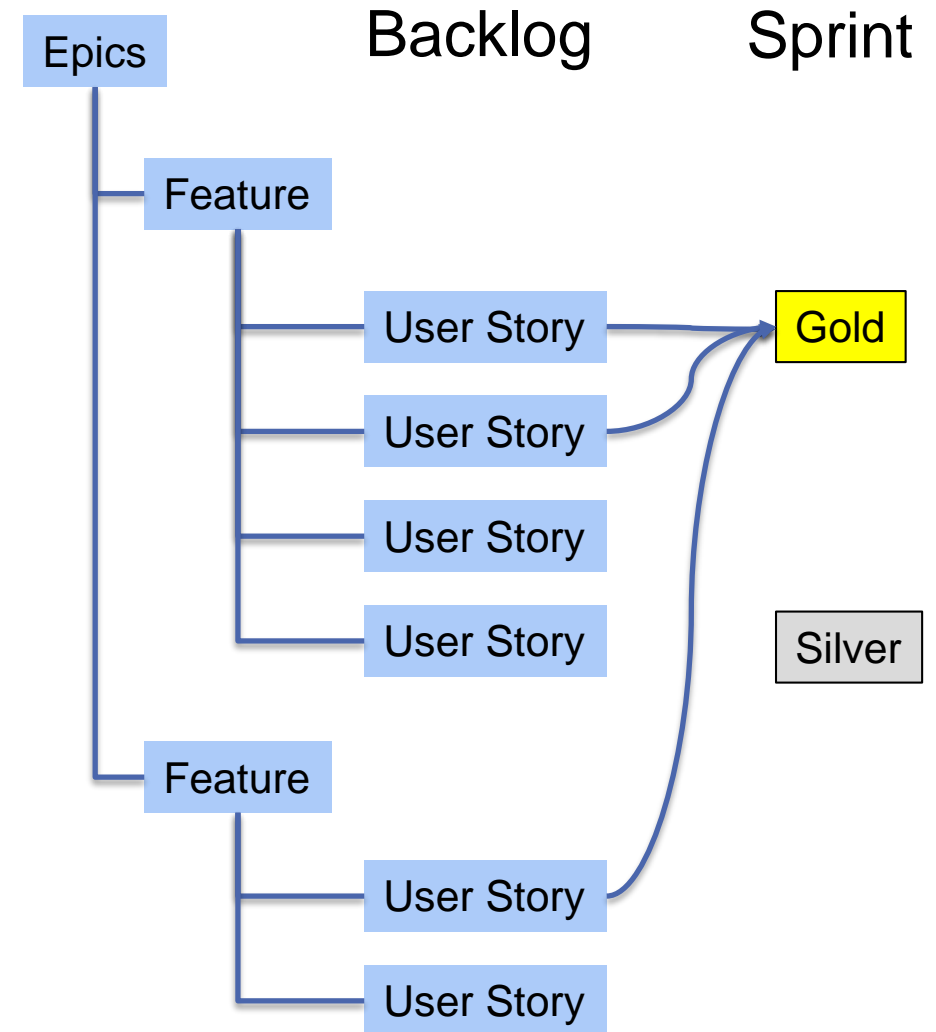 Backlog
Sprint
Epics
Feature
User Story
Gold
User Story
User Story
User Story
Silver
Feature
User Story
User Story